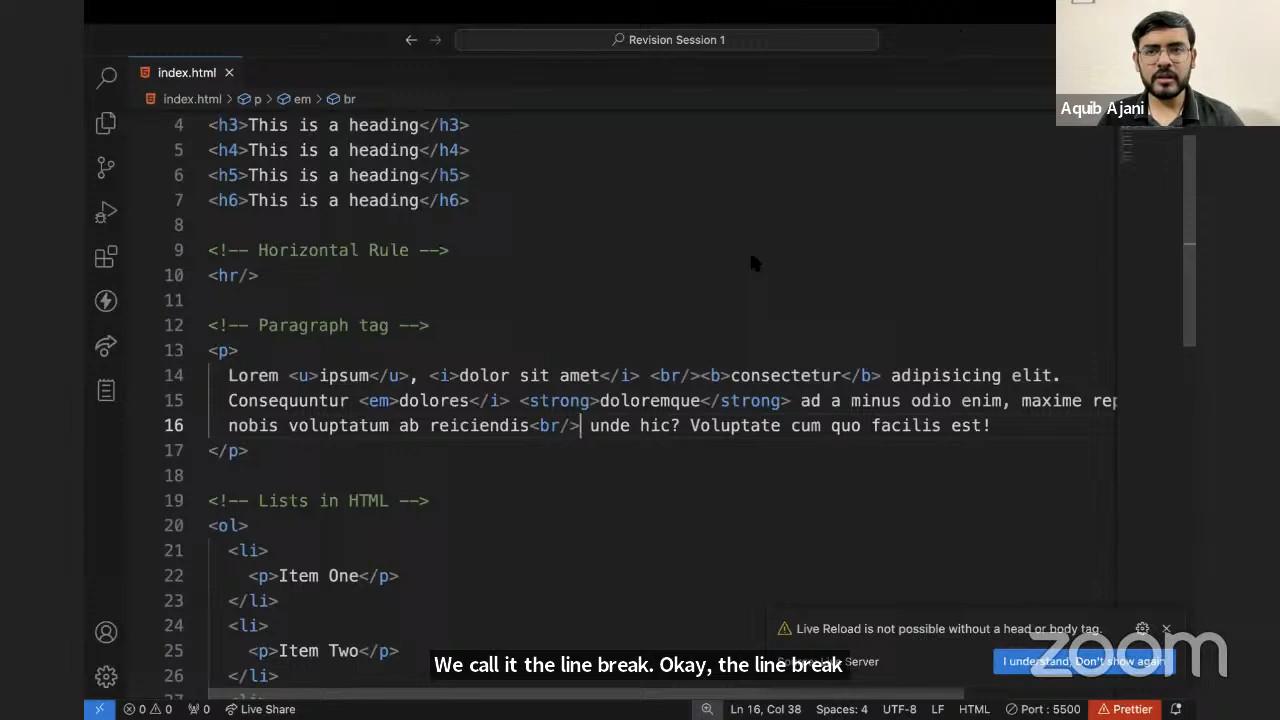 Revision Session 1
index.html
index.html > p > em > br
Aquib Ajani
4 <h3>This is a heading</h3>
5 <h4>This is a heading</h4>
6 <h5>This is a heading</h5>
7 <h6>This is a heading</h6>
8
9 <!-- Horizontal Rule -->
10 <hr/>
11
12 <!-- Paragraph tag -->
13 <p>
14 Lorem <u>ipsum</u>, <i>dolor sit amet</i> <br/><b>consectetur</b> adipisicing elit.
15 Consequuntur <em>dolores</i> <strong>doloremque</strong> ad a minus odio enim, maxime rep
16 nobis voluptatum ab reiciendis<br/> unde hic? Voluptate cum quo facilis est!
17 </p>
18
19 <!-- Lists in HTML -->
20 <ol>
21 <li>
22 <p>Item One</p>
23 </li>
24 <li>
25 <p>Item Two</p>
26 </li>
Live Reload is not possible without a head or body tag.
Server
I understand, Don't show again
zoom
We call it the line break. Okay, the line break
0 0 0 Live Share Ln 16, Col 38 Spaces: 4 UTF-8 LF HTML Port : 5500 Prettier